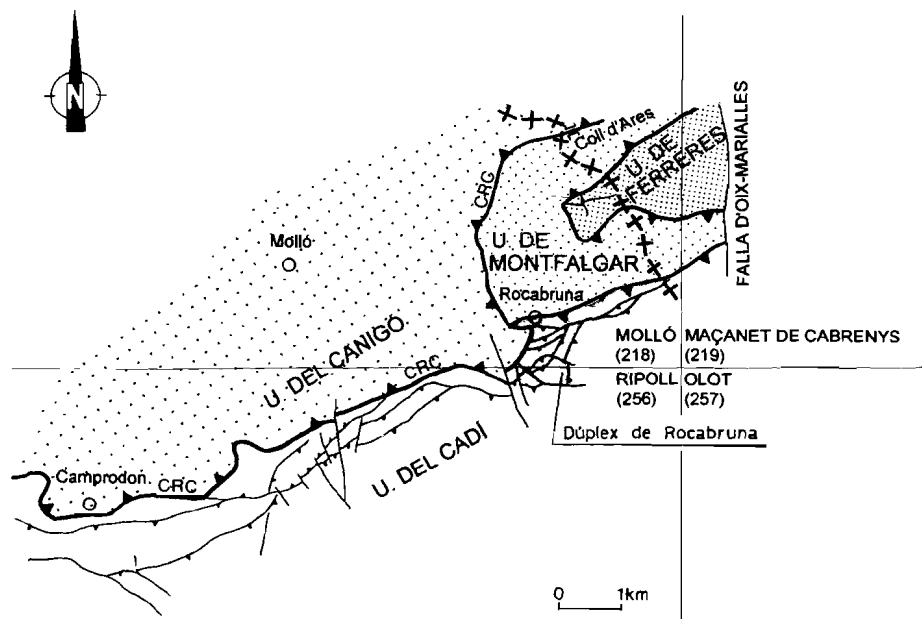 N
Coll d'Ares
U. DE
FERRERES
FALLA D'OIX-MARIALLES
CRG
Molló
U. DE
MONTFALGAR
Rocabruna
MOLLÓ MAÇANET DE CABRENYS
(218) (219)
RIPOLL OLOT
(256) (257)
U. DEL CANIGÓ
CRC
Dúplex de Rocabruna
U. DEL CADÍ
Camprodon.
CRC
0 1km